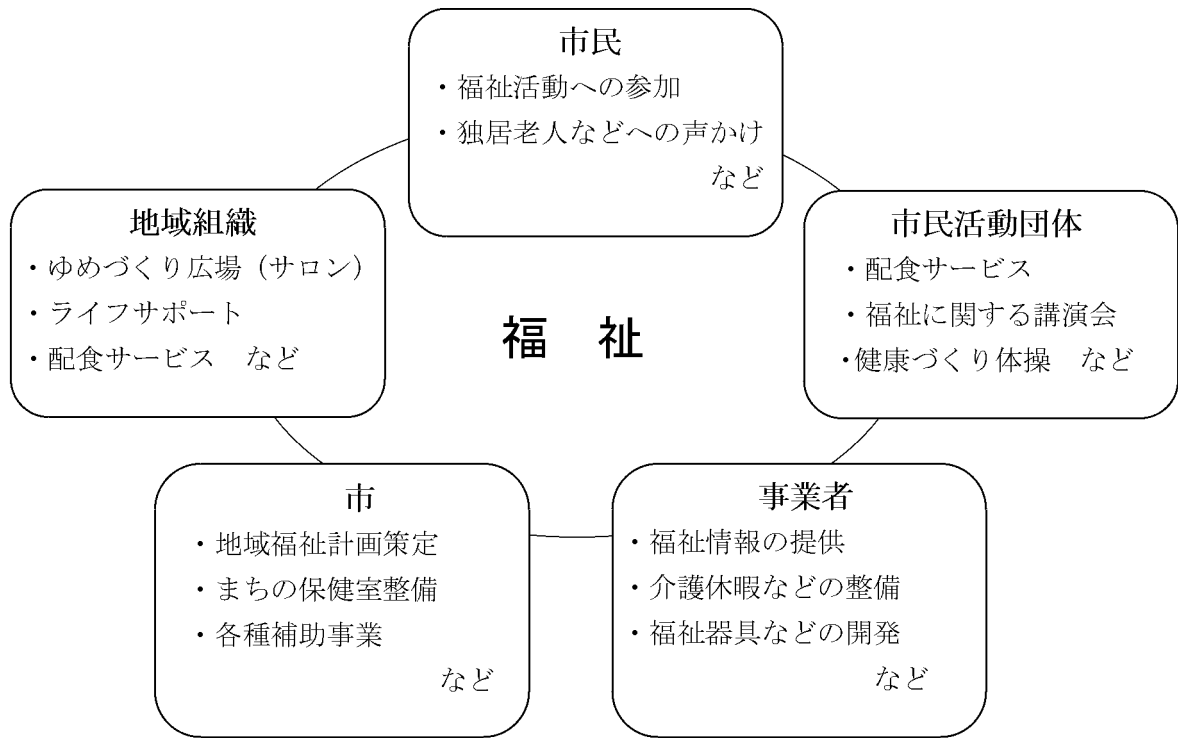 市民
・福祉活動への参加
・独居老人などへの声かけ
など
地域組織
・ゆめづくり広場（サロン）
・ライフサポート
・配食サービス　など
市民活動団体
・配食サービス
・福祉に関する講演会
・健康づくり体操　など
福　祉
市
・地域福祉計画策定
・まちの保健室整備
・各種補助事業
など
事業者
・福祉情報の提供
・介護休暇などの整備
・福祉器具などの開発
など